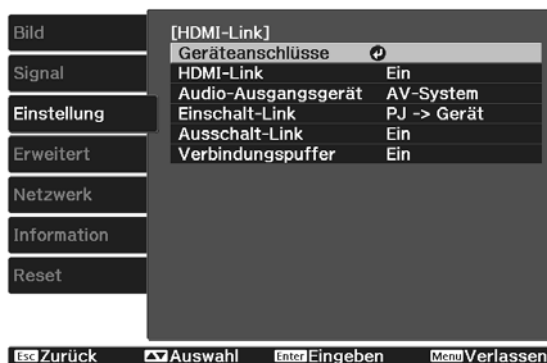 Bild
Signal
Einstellung
Erweitert
Netzwerk
Information
Reset
[HDMI-Link]
Geräteanschlüsse
HDMI-Link Ein
Audio-Ausgangsgerät AV-System
Einschalt-Link PJ -> Gerät
Ausschalt-Link Ein
Verbindungspuffer Ein
Esc Zurück Auswahl Enter Eingeben Menu Verlassen